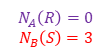 N_A(R) = 0
N_B(S) = 3